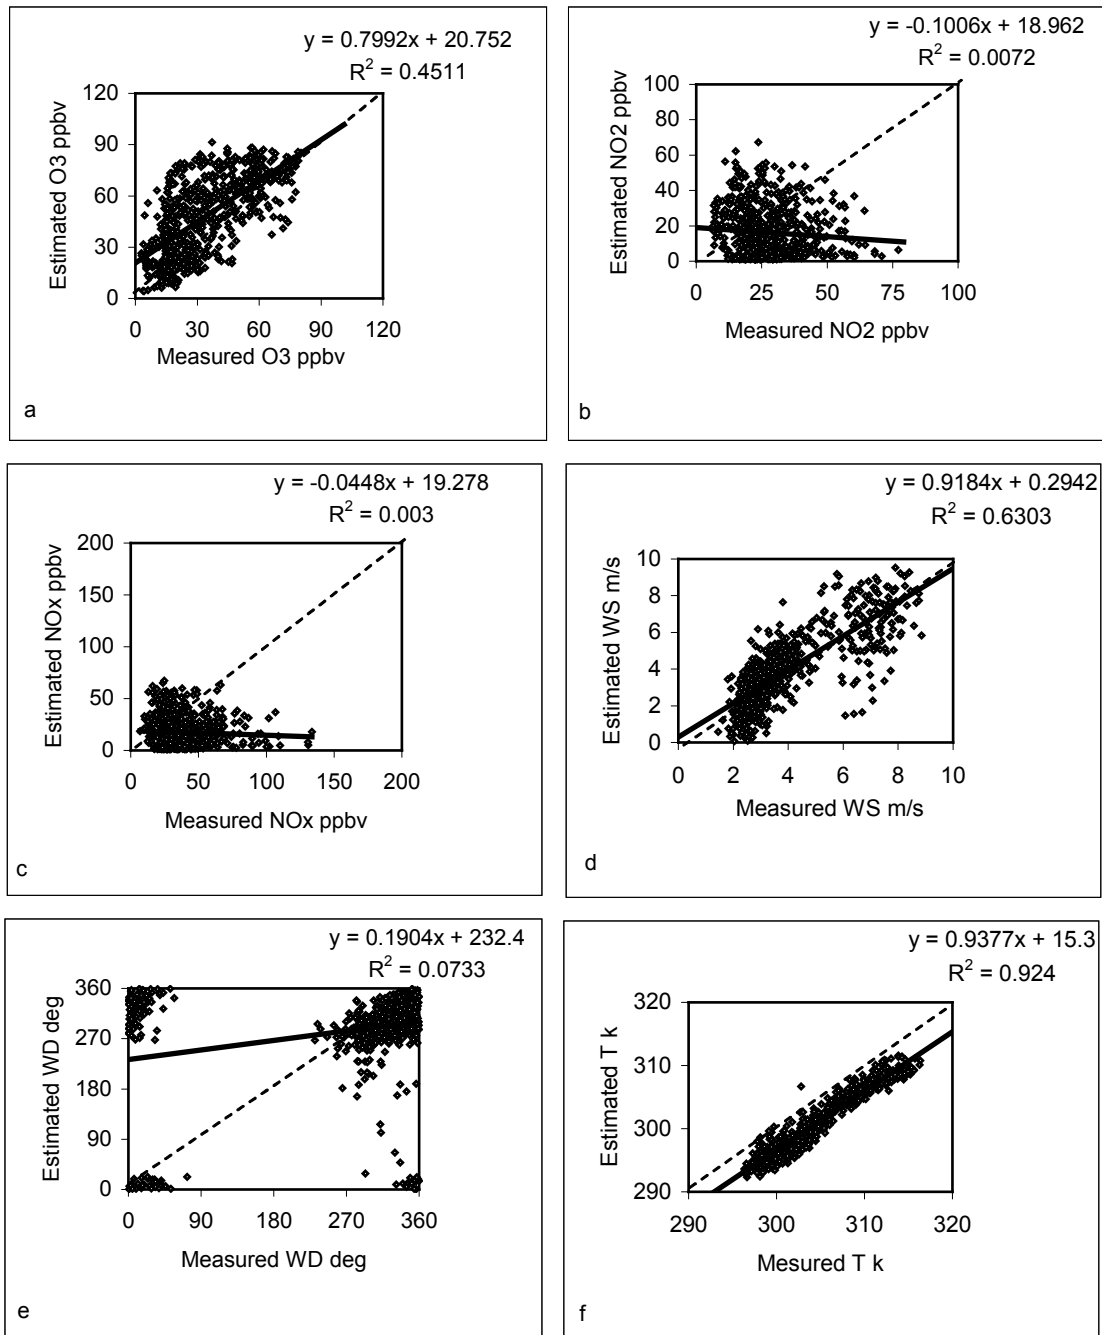 y = 0.7992x + 20.752
R² = 0.4511
120
90
60
30
0
Estimated O3 ppbv
0 30 60 90 120
Measured O3 ppbv
a
y = -0.1006x + 18.962
R² = 0.0072
100
80
60
40
20
0
Estimated NO2 ppbv
0 25 50 75 100
Measured NO2 ppbv
b
y = -0.0448x + 19.278
R² = 0.003
200
150
100
50
0
Estimated NOx ppbv
0 50 100 150 200
Measured NOx ppbv
c
y = 0.9184x + 0.2942
R² = 0.6303
10
8
6
4
2
0
Estimated WS m/s
0 2 4 6 8 10
Measured WS m/s
d
y = 0.1904x + 232.4
R² = 0.0733
360
270
180
90
0
Estimated WD deg
0 90 180 270 360
Measured WD deg
e
y = 0.9377x + 15.3
R² = 0.924
320
310
300
290
Estimated T k
290 300 310 320
Mesured T k
f